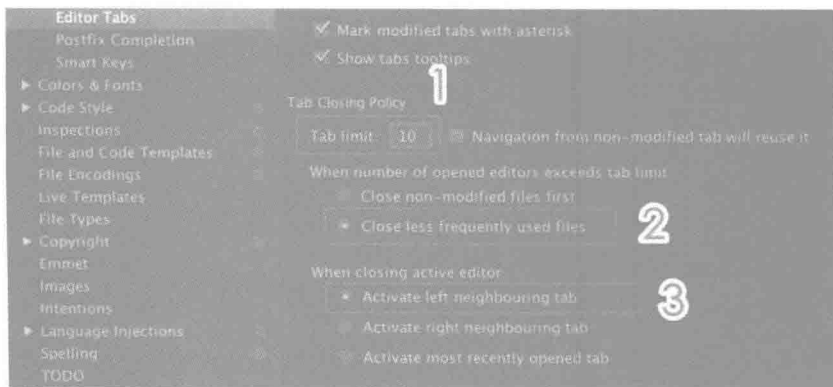 Editor Tabs
Postfix Completion
Smart Keys
Colors & Fonts
Code Style
Inspections
File and Code Templates
File Encodings
Live Templates
File Types
Copyright
Emmet
Images
Intentions
Language Injections
Spelling
TODO
Mark modified tabs with asterisk
Show tabs tooltips
1
Tab Closing Policy
Tab limit: 10 Navigation from non-modified tab will reuse it
When number of opened editors exceeds tab limit
Close non-modified files first
Close less frequently used files
2
When closing active editor
Activate left neighbouring tab
3
Activate right neighbouring tab
Activate most recently opened tab